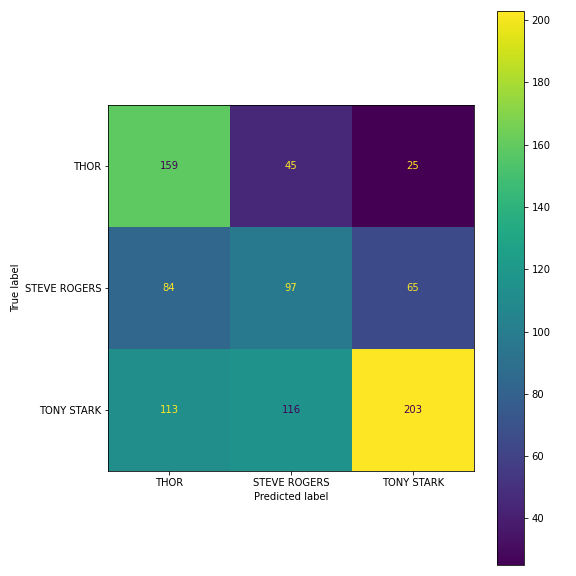 200
180
160
140
120
100
80
60
40
True label
THOR
159 45 25
STEVE ROGERS
84 97 65
TONY STARK
113 116 203
THOR STEVE ROGERS TONY STARK
Predicted label